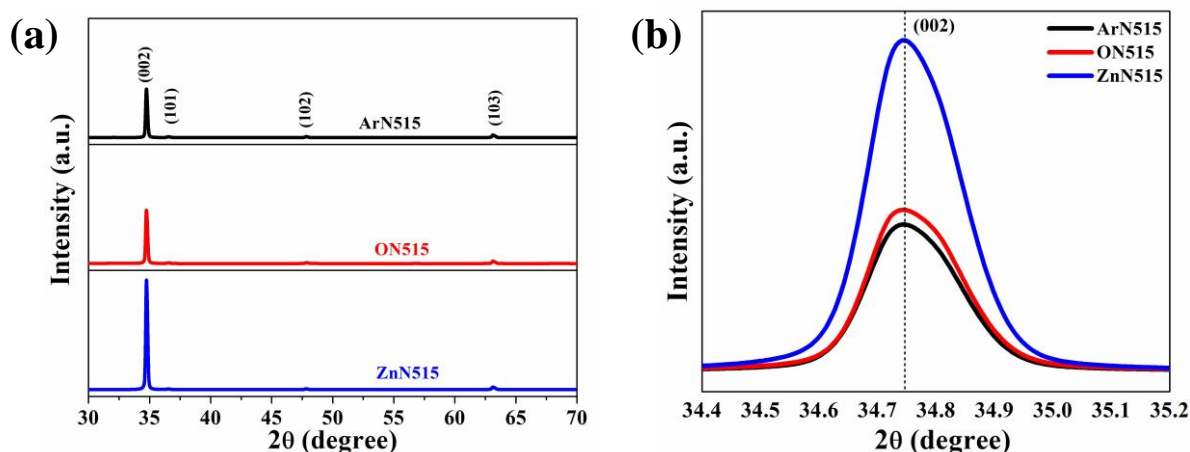 (a)
Intensity (a.u.)
(002)
(101)
(102)
(103)
ArN515
ON515
ZnN515
30 35 40 45 50 55 60 65 70
2θ (degree)
(b)
Intensity (a.u.)
(002)
ArN515
ON515
ZnN515
34.4 34.5 34.6 34.7 34.8 34.9 35.0 35.1 35.2
2θ (degree)